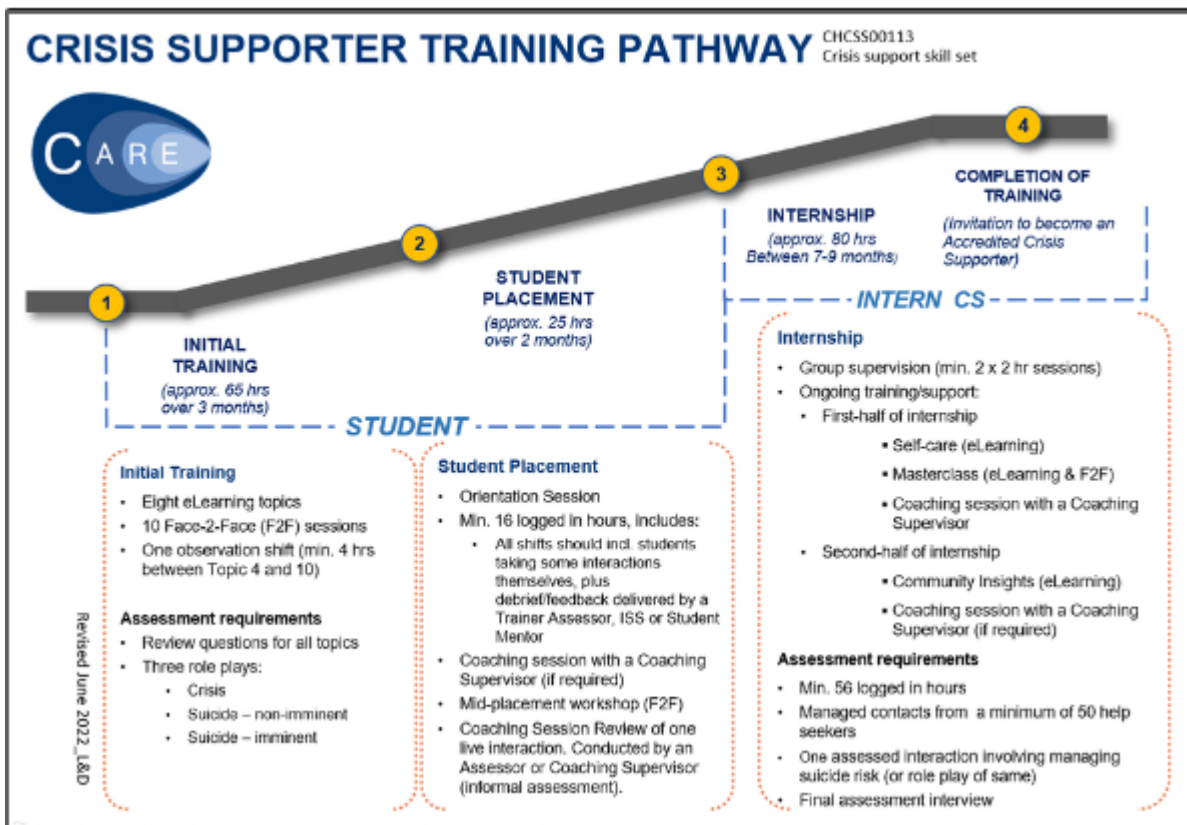 CRISIS SUPPORTER TRAINING PATHWAY
CHCSS00113
Crisis support skill set
C A R E
1
2
3
4
INITIAL
TRAINING
(approx. 65 hrs
over 3 months)
STUDENT
PLACEMENT
(approx. 25 hrs
over 2 months)
INTERNSHIP
(approx. 80 hrs
Between 7-9 months)
COMPLETION OF
TRAINING
(Invitation to become an
Accredited Crisis
Supporter)
STUDENT
INTERN CS
Initial Training
• Eight eLearning topics
• 10 Face-2-Face (F2F) sessions
• One observation shift (min. 4 hrs
between Topic 4 and 10)
Assessment requirements
• Review questions for all topics
• Three role plays:
• Crisis
• Suicide – non-imminent
• Suicide – imminent
Student Placement
• Orientation Session
• Min. 16 logged in hours, includes:
• All shifts should incl. students
taking some interactions
themselves, plus
debrief/feedback delivered by a
Trainer Assessor, ISS or Student
Mentor
• Coaching session with a Coaching
Supervisor (if required)
• Mid-placement workshop (F2F)
• Coaching Session Review of one
live interaction. Conducted by an
Assessor or Coaching Supervisor
(informal assessment).
Internship
• Group supervision (min. 2 x 2 hr sessions)
• Ongoing training/support:
• First-half of internship
▪ Self-care (eLearning)
▪ Masterclass (eLearning & F2F)
▪ Coaching session with a Coaching
Supervisor
• Second-half of internship
▪ Community Insights (eLearning)
▪ Coaching session with a Coaching
Supervisor (if required)
Assessment requirements
• Min. 56 logged in hours
• Managed contacts from a minimum of 50 help
seekers
• One assessed interaction involving managing
suicide risk (or role play of same)
• Final assessment interview
Revised June 2022_L&D